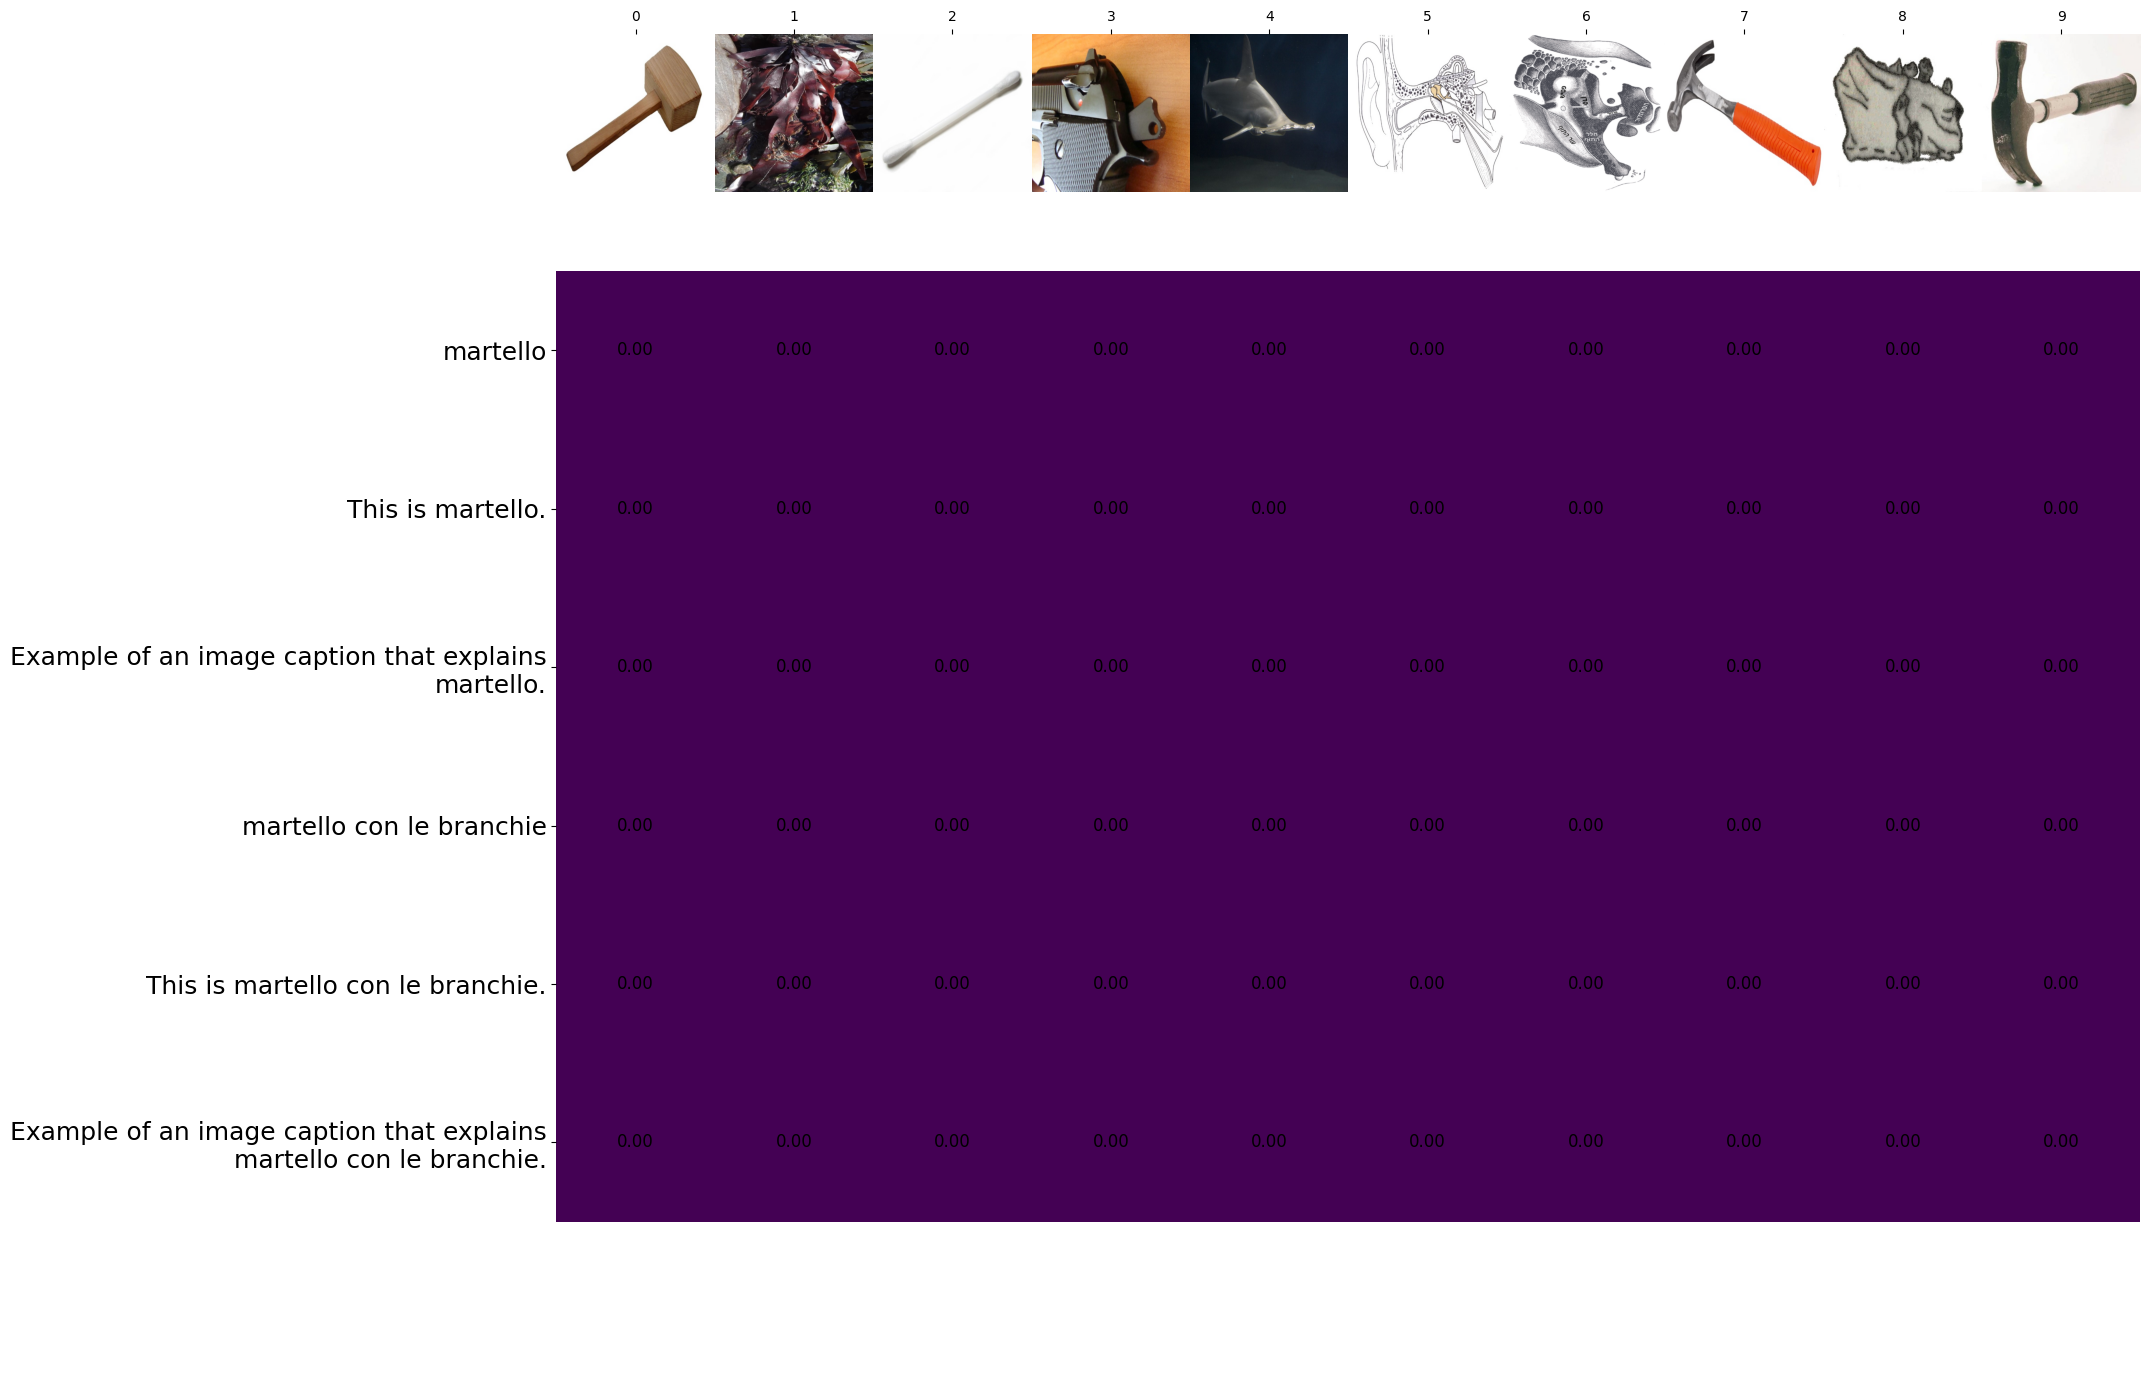 0 1 2 3 4 5 6 7 8 9
martello 0.00 0.00 0.00 0.00 0.00 0.00 0.00 0.00 0.00 0.00
This is martello. 0.00 0.00 0.00 0.00 0.00 0.00 0.00 0.00 0.00 0.00
Example of an image caption that explains
martello. 0.00 0.00 0.00 0.00 0.00 0.00 0.00 0.00 0.00 0.00
martello con le branchie 0.00 0.00 0.00 0.00 0.00 0.00 0.00 0.00 0.00 0.00
This is martello con le branchie. 0.00 0.00 0.00 0.00 0.00 0.00 0.00 0.00 0.00 0.00
Example of an image caption that explains
martello con le branchie. 0.00 0.00 0.00 0.00 0.00 0.00 0.00 0.00 0.00 0.00